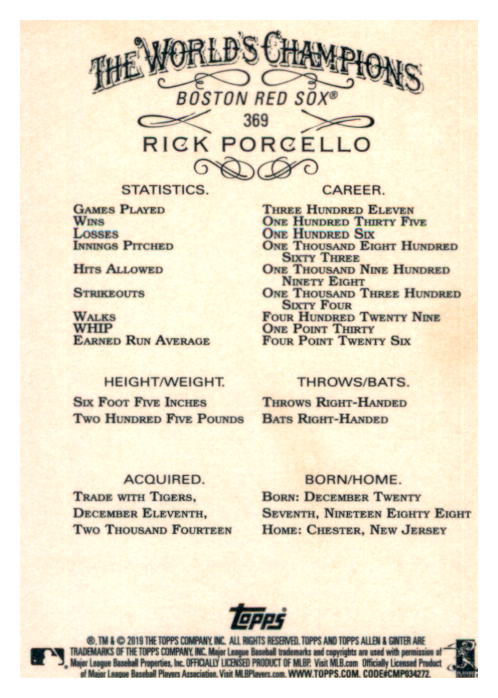 THE WORLD'S CHAMPIONS
BOSTON RED SOX®
369
RICK PORCELLO
STATISTICS. CAREER.
GAMES PLAYED THREE HUNDRED ELEVEN
WINS ONE HUNDRED THIRTY FIVE
LOSSES ONE HUNDRED SIX
INNINGS PITCHED ONE THOUSAND EIGHT HUNDRED
SIXTY THREE
HITS ALLOWED ONE THOUSAND NINE HUNDRED
NINETY EIGHT
STRIKEOUTS ONE THOUSAND THREE HUNDRED
SIXTY FOUR
WALKS FOUR HUNDRED TWENTY NINE
WHIP ONE POINT THIRTY
EARNED RUN AVERAGE FOUR POINT TWENTY SIX
HEIGHT/WEIGHT. THROWS/BATS.
SIX FOOT FIVE INCHES THROWS RIGHT-HANDED
TWO HUNDRED FIVE POUNDS BATS RIGHT-HANDED
ACQUIRED. BORN/HOME.
TRADE WITH TIGERS, BORN: DECEMBER TWENTY
DECEMBER ELEVENTH, SEVENTH, NINETEEN EIGHTY EIGHT
TWO THOUSAND FOURTEEN HOME: CHESTER, NEW JERSEY
Topps
®, TM & © 2019 THE TOPPS COMPANY, INC. ALL RIGHTS RESERVED. TOPPS AND TOPPS ALLEN & GINTER ARE
TRADEMARKS OF THE TOPPS COMPANY, INC. Major League Baseball trademarks and copyrights are used with permission of
Major League Baseball Properties, Inc. OFFICIALLY LICENSED PRODUCT OF MLBP. Visit MLB.com Officially Licensed Product
of Major League Baseball Players Association. Visit MLBPlayers.com. WWW.TOPPS.COM. CODE#CMP034272.